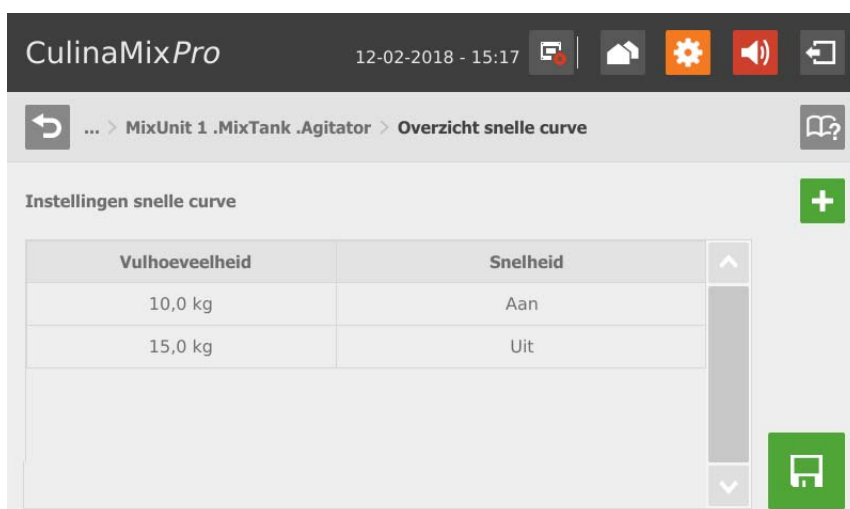 CulinaMixPro 12-02-2018 - 15:17
... > MixUnit 1 .MixTank .Agitator > Overzicht snelle curve
Instellingen snelle curve
Vulhoeveelheid Snelheid
10,0 kg Aan
15,0 kg Uit